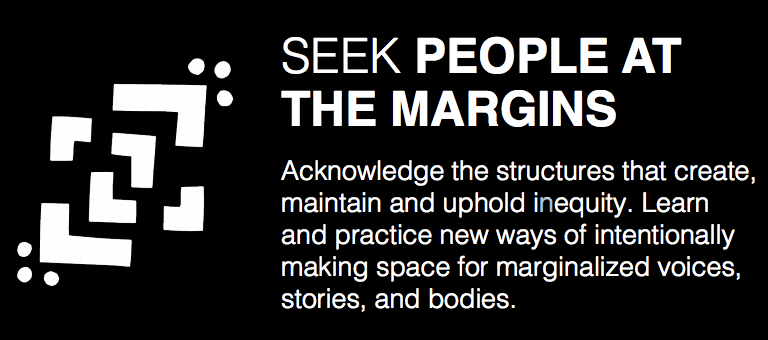 SEEK PEOPLE AT
THE MARGINS
Acknowledge the structures that create,
maintain and uphold inequity. Learn
and practice new ways of intentionally
making space for marginalized voices,
stories, and bodies.